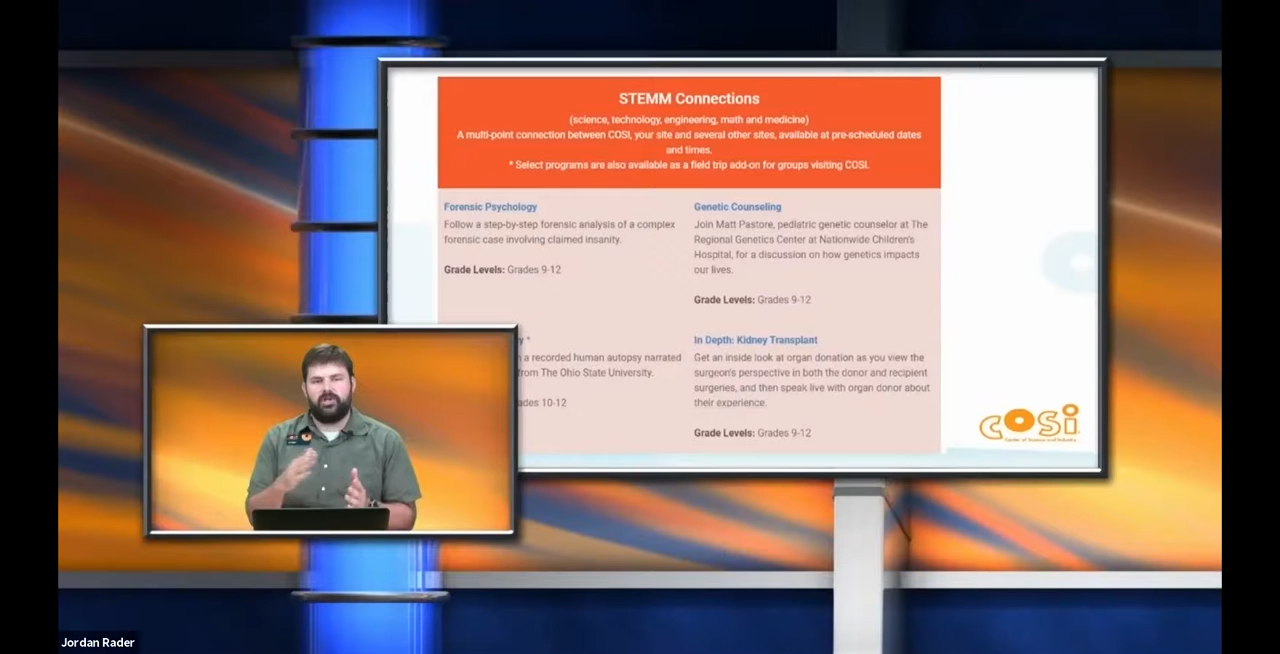 STEMM Connections
(science, technology, engineering, math and medicine)
A multi-point connection between COSI, your site and several other sites, available at pre-scheduled dates
and times.
* Select programs are also available as a field trip add-on for groups visiting COSI.
Forensic Psychology
Follow a step-by-step forensic analysis of a complex
forensic case involving claimed insanity.
Grade Levels: Grades 9-12
Genetic Counseling
Join Matt Pastore, pediatric genetic counselor at The
Regional Genetics Center at Nationwide Children's
Hospital, for a discussion on how genetics impacts
our lives.
Grade Levels: Grades 9-12
y *
a recorded human autopsy narrated
from The Ohio State University.
ades 10-12
In Depth: Kidney Transplant
Get an inside look at organ donation as you view the
surgeon's perspective in both the donor and recipient
surgeries, and then speak live with organ donor about
their experience.
Grade Levels: Grades 9-12
COSI
Center of Science and Industry
Jordan Rader